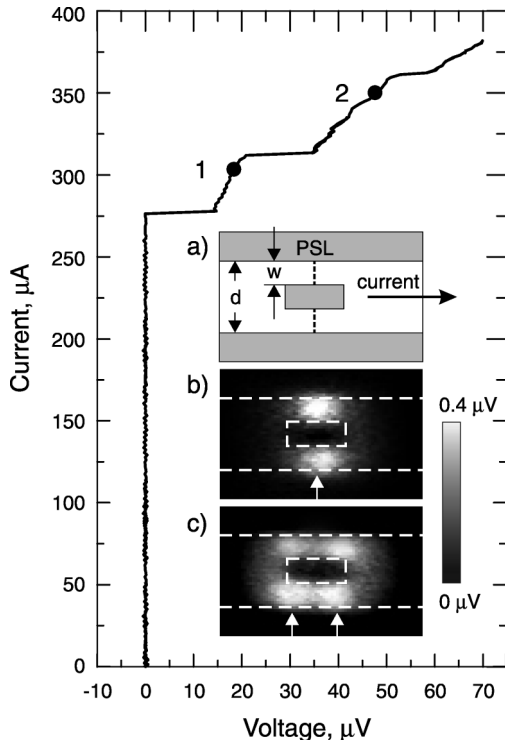 400
350
300
250
200
150
100
50
0
Current, μA
1
2
a)
PSL
w
d
current
b)
0.4 μV
c)
0 μV
-10 0 10 20 30 40 50 60 70
Voltage, μV